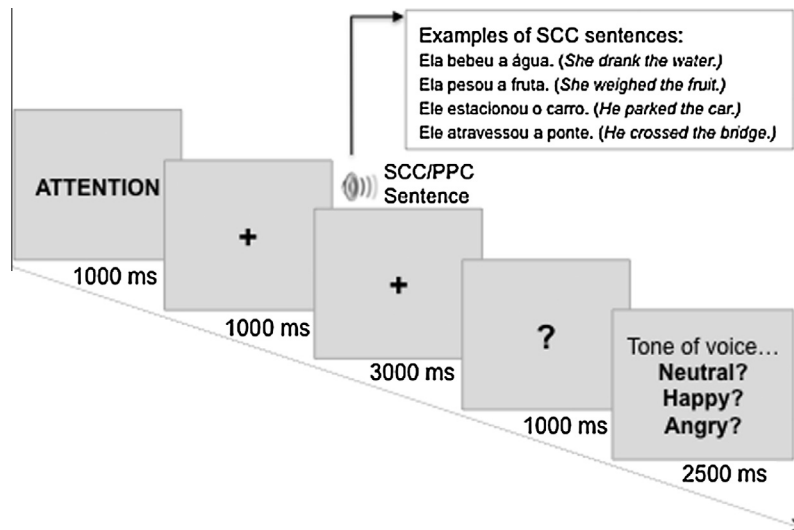 Examples of SCC sentences:
Ela bebeu a água. (She drank the water.)
Ela pesou a fruta. (She weighed the fruit.)
Ele estacionou o carro. (He parked the car.)
Ele atravessou a ponte. (He crossed the bridge.)
ATTENTION
1000 ms
+
1000 ms
SCC/PPC
Sentence
+
3000 ms
?
1000 ms
Tone of voice...
Neutral?
Happy?
Angry?
2500 ms